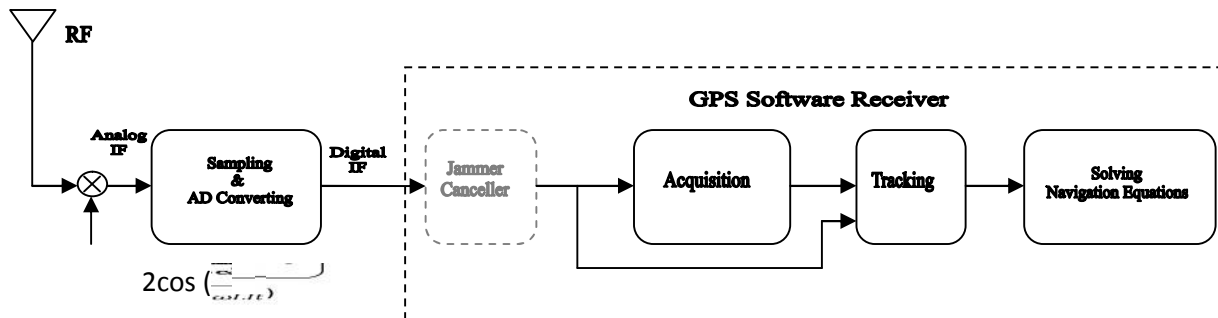 RF
GPS Software Receiver
Analog
IF
Sampling
&
AD Converting
Digital
IF
Jammer
Canceller
Acquisition
Tracking
Solving
Navigation Equations
2cos (